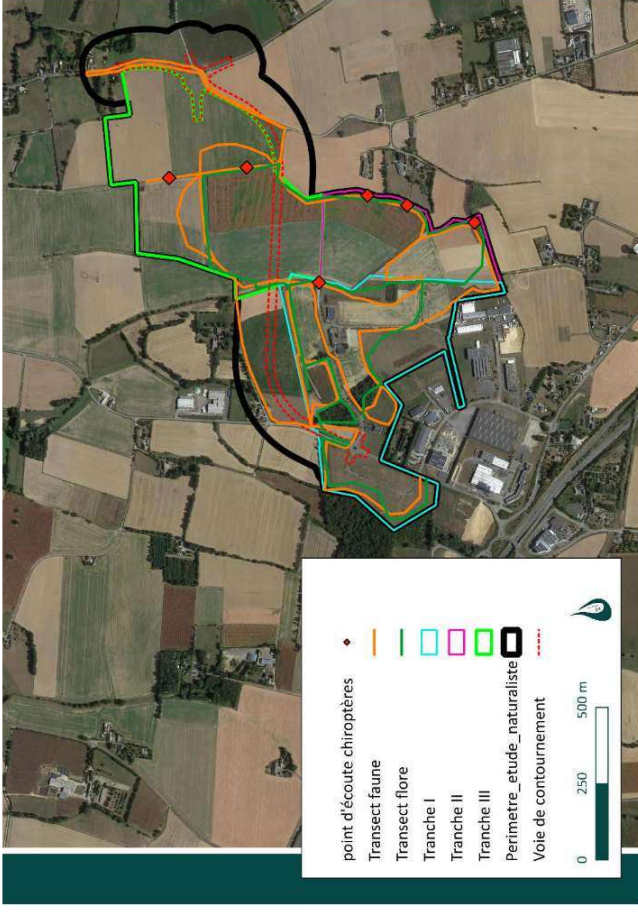 point d'écoute chiroptères
Transect faune
Transect flore
Tranche I
Tranche II
Tranche III
Perimetre_etude_naturaliste
Voie de contournement
0 250 500 m